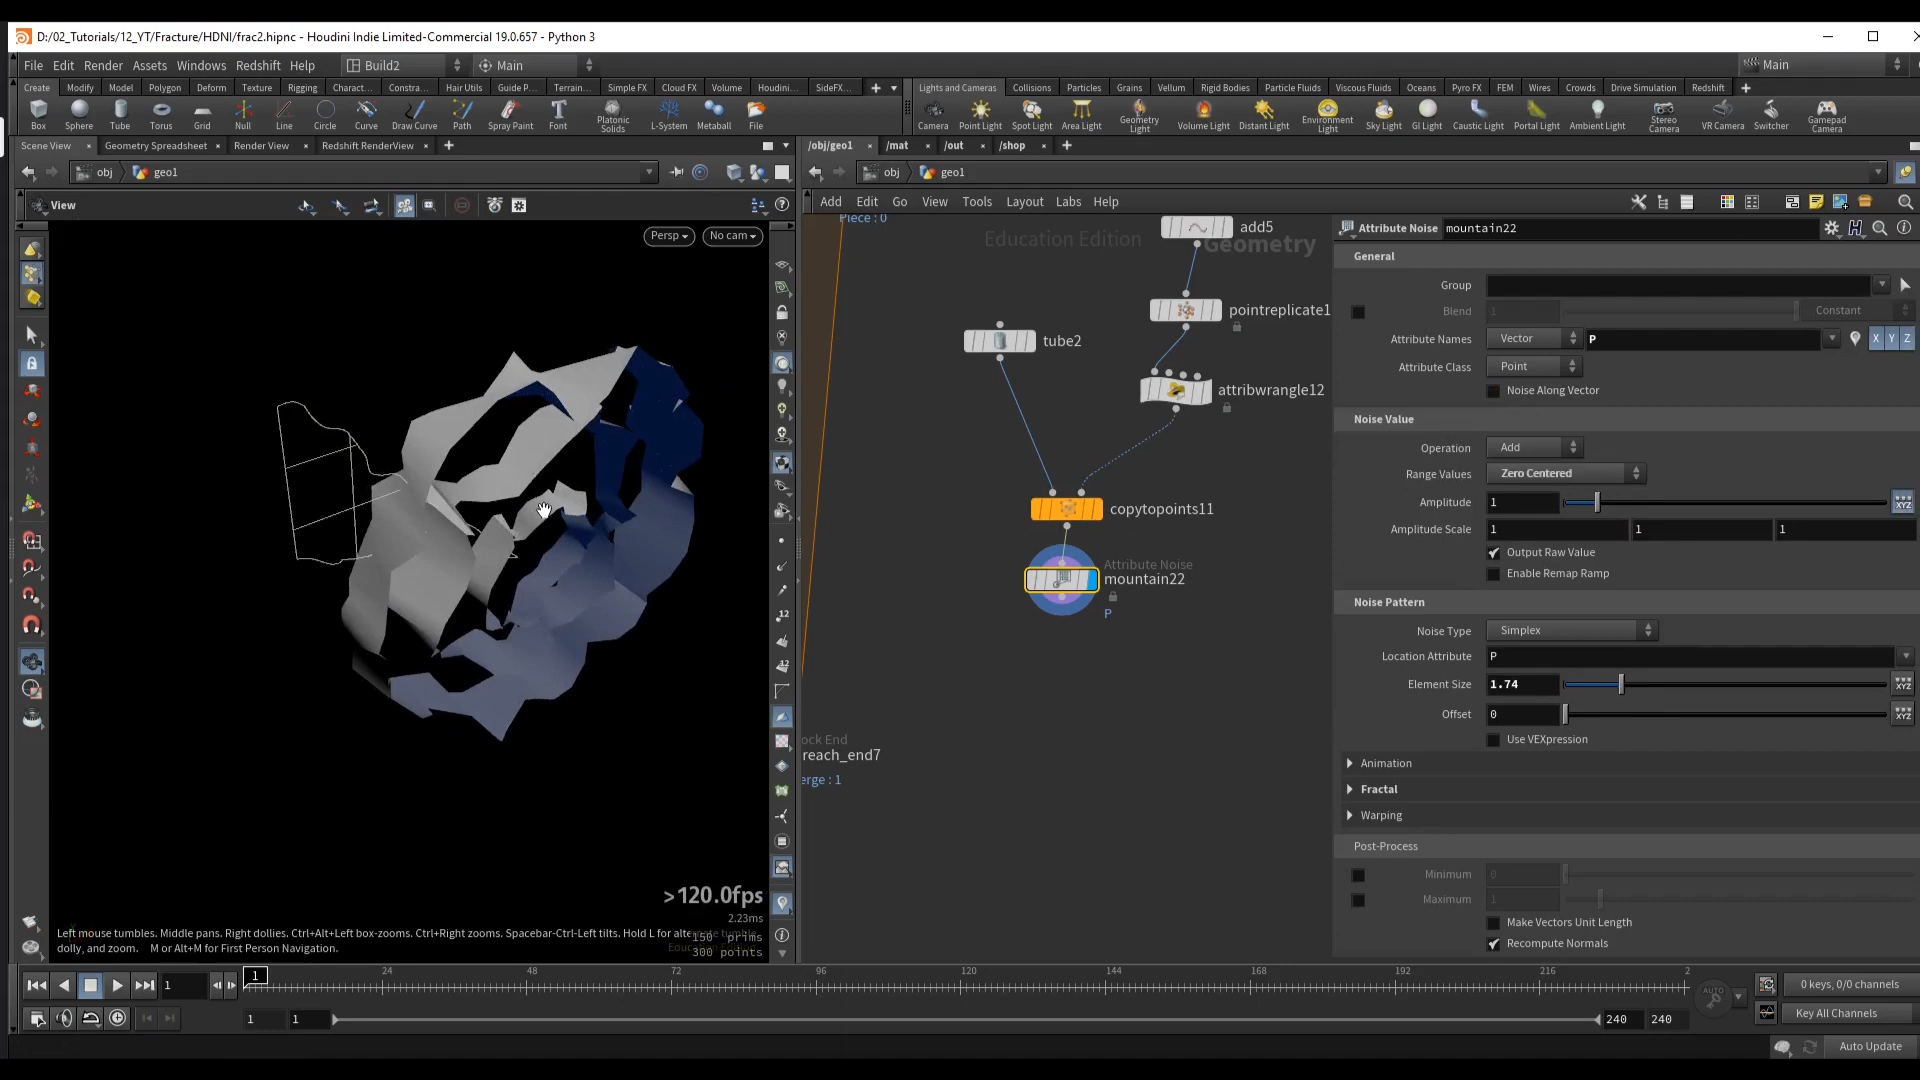 D:/02_Tutorials/12_YT/Fracture/HDNI/frac2.hipnc - Houdini Indie Limited-Commercial 19.0.657 - Python 3
File Edit Render Assets Windows Redshift Help Build2 Main Main
Create Modify Model Polygon Deform Texture Rigging Charact... Constra... Hair Utils Guide P... Terrain... Simple FX Cloud FX Volume Houdini... SideFX... Lights and Cameras Collisions Particles Grains Vellum Rigid Bodies Particle Fluids Viscous Fluids Oceans Pyro FX FEM Wires Crowds Drive Simulation Redshift
Box Sphere Tube Torus Grid Null Line Circle Curve Draw Curve Path Spray Paint Font Platonic Solids L-System Metaball File Camera Point Light Spot Light Area Light Geometry Light Volume Light Distant Light Environment Light Sky Light GI Light Caustic Light Portal Light Ambient Light Stereo Camera VR Camera Switcher Gamepad Camera
Scene View Geometry Spreadsheet Render View Redshift RenderView /obj/geo1 /mat /out /shop
obj geo1 obj geo1
View Add Edit Go View Tools Layout Labs Help
Persp No cam
Piece : 0
Education Edition
Geometry
add5
pointreplicate1
tube2
attribwrangle12
copytopoints11
Attribute Noise
mountain22
P
ock End
reach_end7
erge : 1
Attribute Noise mountain22
General
Group
Blend 1 Constant
Attribute Names Vector P X Y Z
Attribute Class Point
Noise Along Vector
Noise Value
Operation Add
Range Values Zero Centered
Amplitude 1
Amplitude Scale 1 1 1
Output Raw Value
Enable Remap Ramp
Noise Pattern
Noise Type Simplex
Location Attribute P
Element Size 1.74
Offset 0
Use VEXpression
Animation
Fractal
Warping
Post-Process
Minimum 0
Maximum 1
Make Vectors Unit Length
Recompute Normals
>120.0fps
2.23ms
Left mouse tumbles. Middle pans. Right dollies. Ctrl+Alt+Left box-zooms. Ctrl+Right zooms. Spacebar-Ctrl-Left tilts. Hold L for alternate tumble,
dolly, and zoom. M or Alt+M for First Person Navigation.
150 prims
300 points
1 1 24 48 72 96 120 144 168 192 216 2
0 keys, 0/0 channels
1 1 240 240 Key All Channels
Auto Update